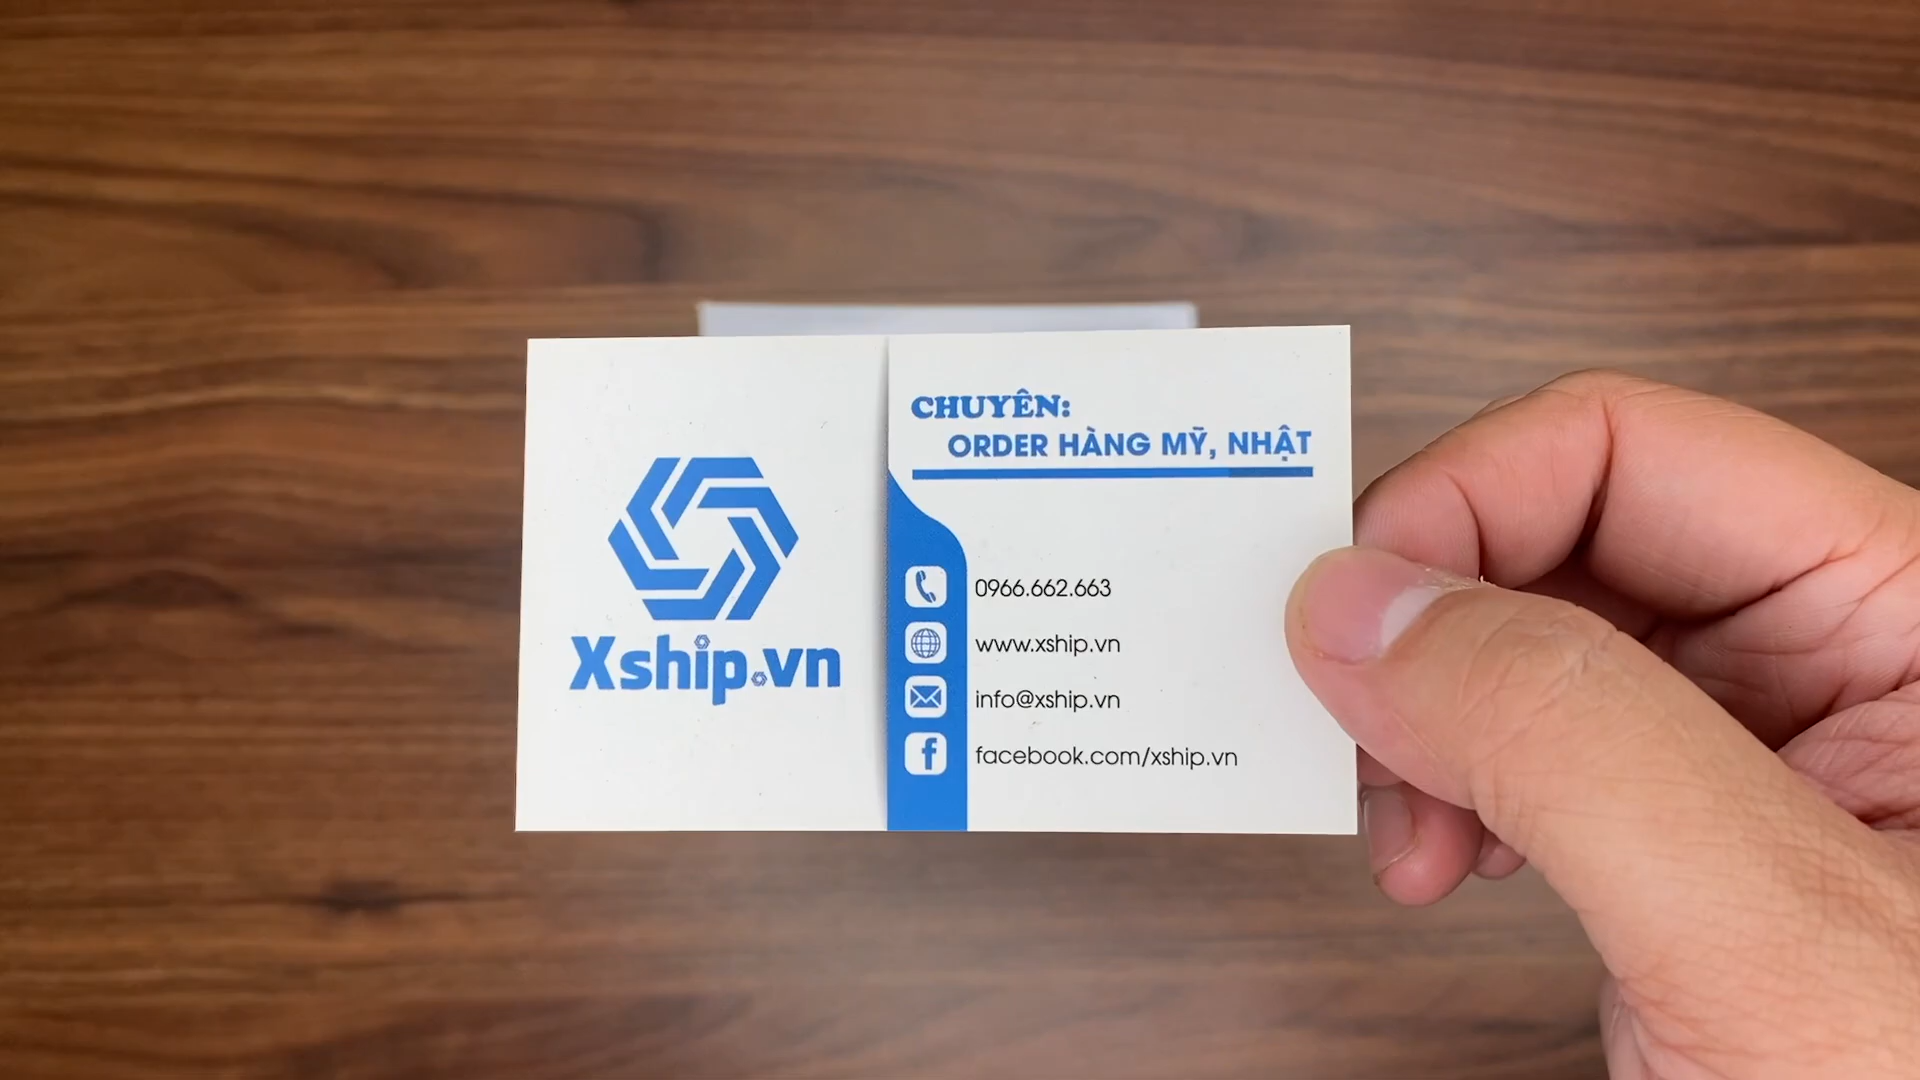 Xship.vn
CHUYÊN:
ORDER HÀNG MỸ, NHẬT
0966.662.663
www.xship.vn
info@xship.vn
facebook.com/xship.vn